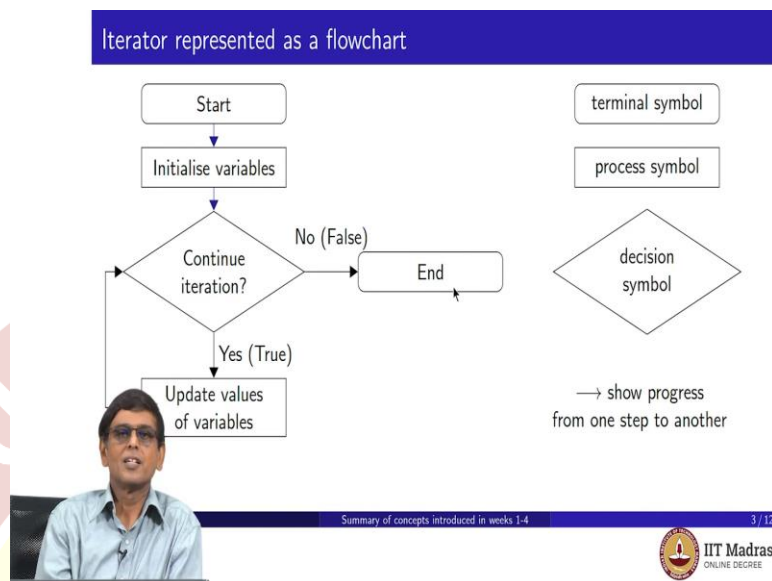 Iterator represented as a flowchart
Start
Initialise variables
Continue
iteration?
No (False)
End
Yes (True)
Update values
of variables
terminal symbol
process symbol
decision
symbol
→ show progress
from one step to another
Summary of concepts introduced in weeks 1-4
3 / 12
IIT Madras
ONLINE DEGREE